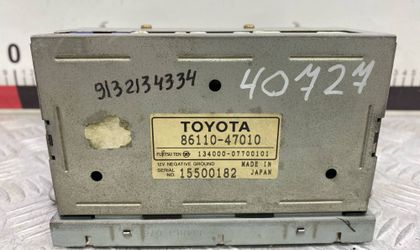 9132134334
40727
TOYOTA
86110-47010
FUJITSU TEN 134000-07700101
12V NEGATIVE GROUND MADE IN
SERIAL NO. 15500182 JAPAN